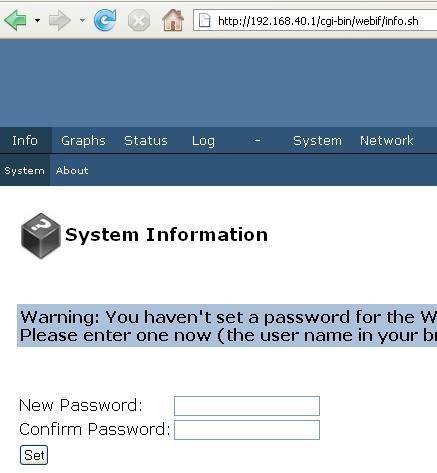 http://192.168.40.1/cgi-bin/webif/info.sh
Info Graphs Status Log - System Network
System About
System Information
Warning: You haven't set a password for the W
Please enter one now (the user name in your br
New Password:
Confirm Password:
Set